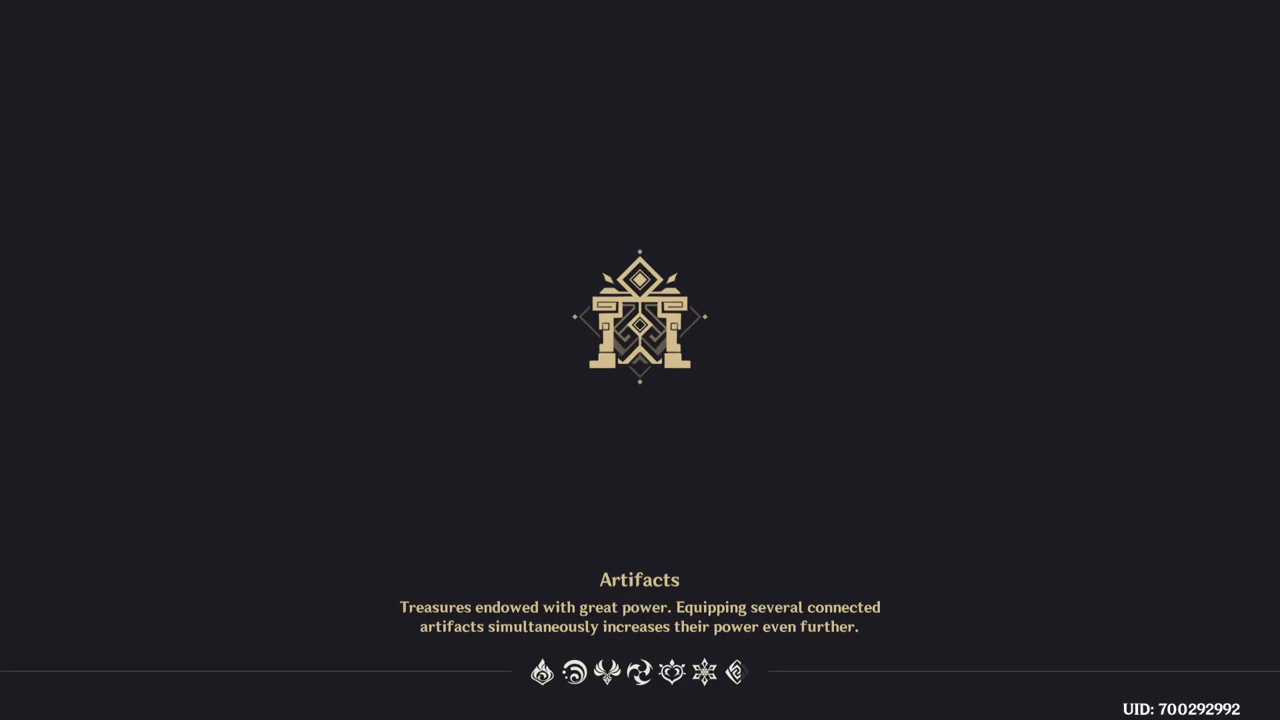 Artifacts
Treasures endowed with great power. Equipping several connected
artifacts simultaneously increases their power even further.
UID: 700292992